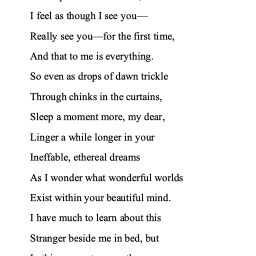 I feel as though I see you—
Really see you—for the first time,
And that to me is everything.
So even as drops of dawn trickle
Through chinks in the curtains,
Sleep a moment more, my dear,
Linger a while longer in your
Ineffable, ethereal dreams
As I wonder what wonderful worlds
Exist within your beautiful mind.
I have much to learn about this
Stranger beside me in bed, but